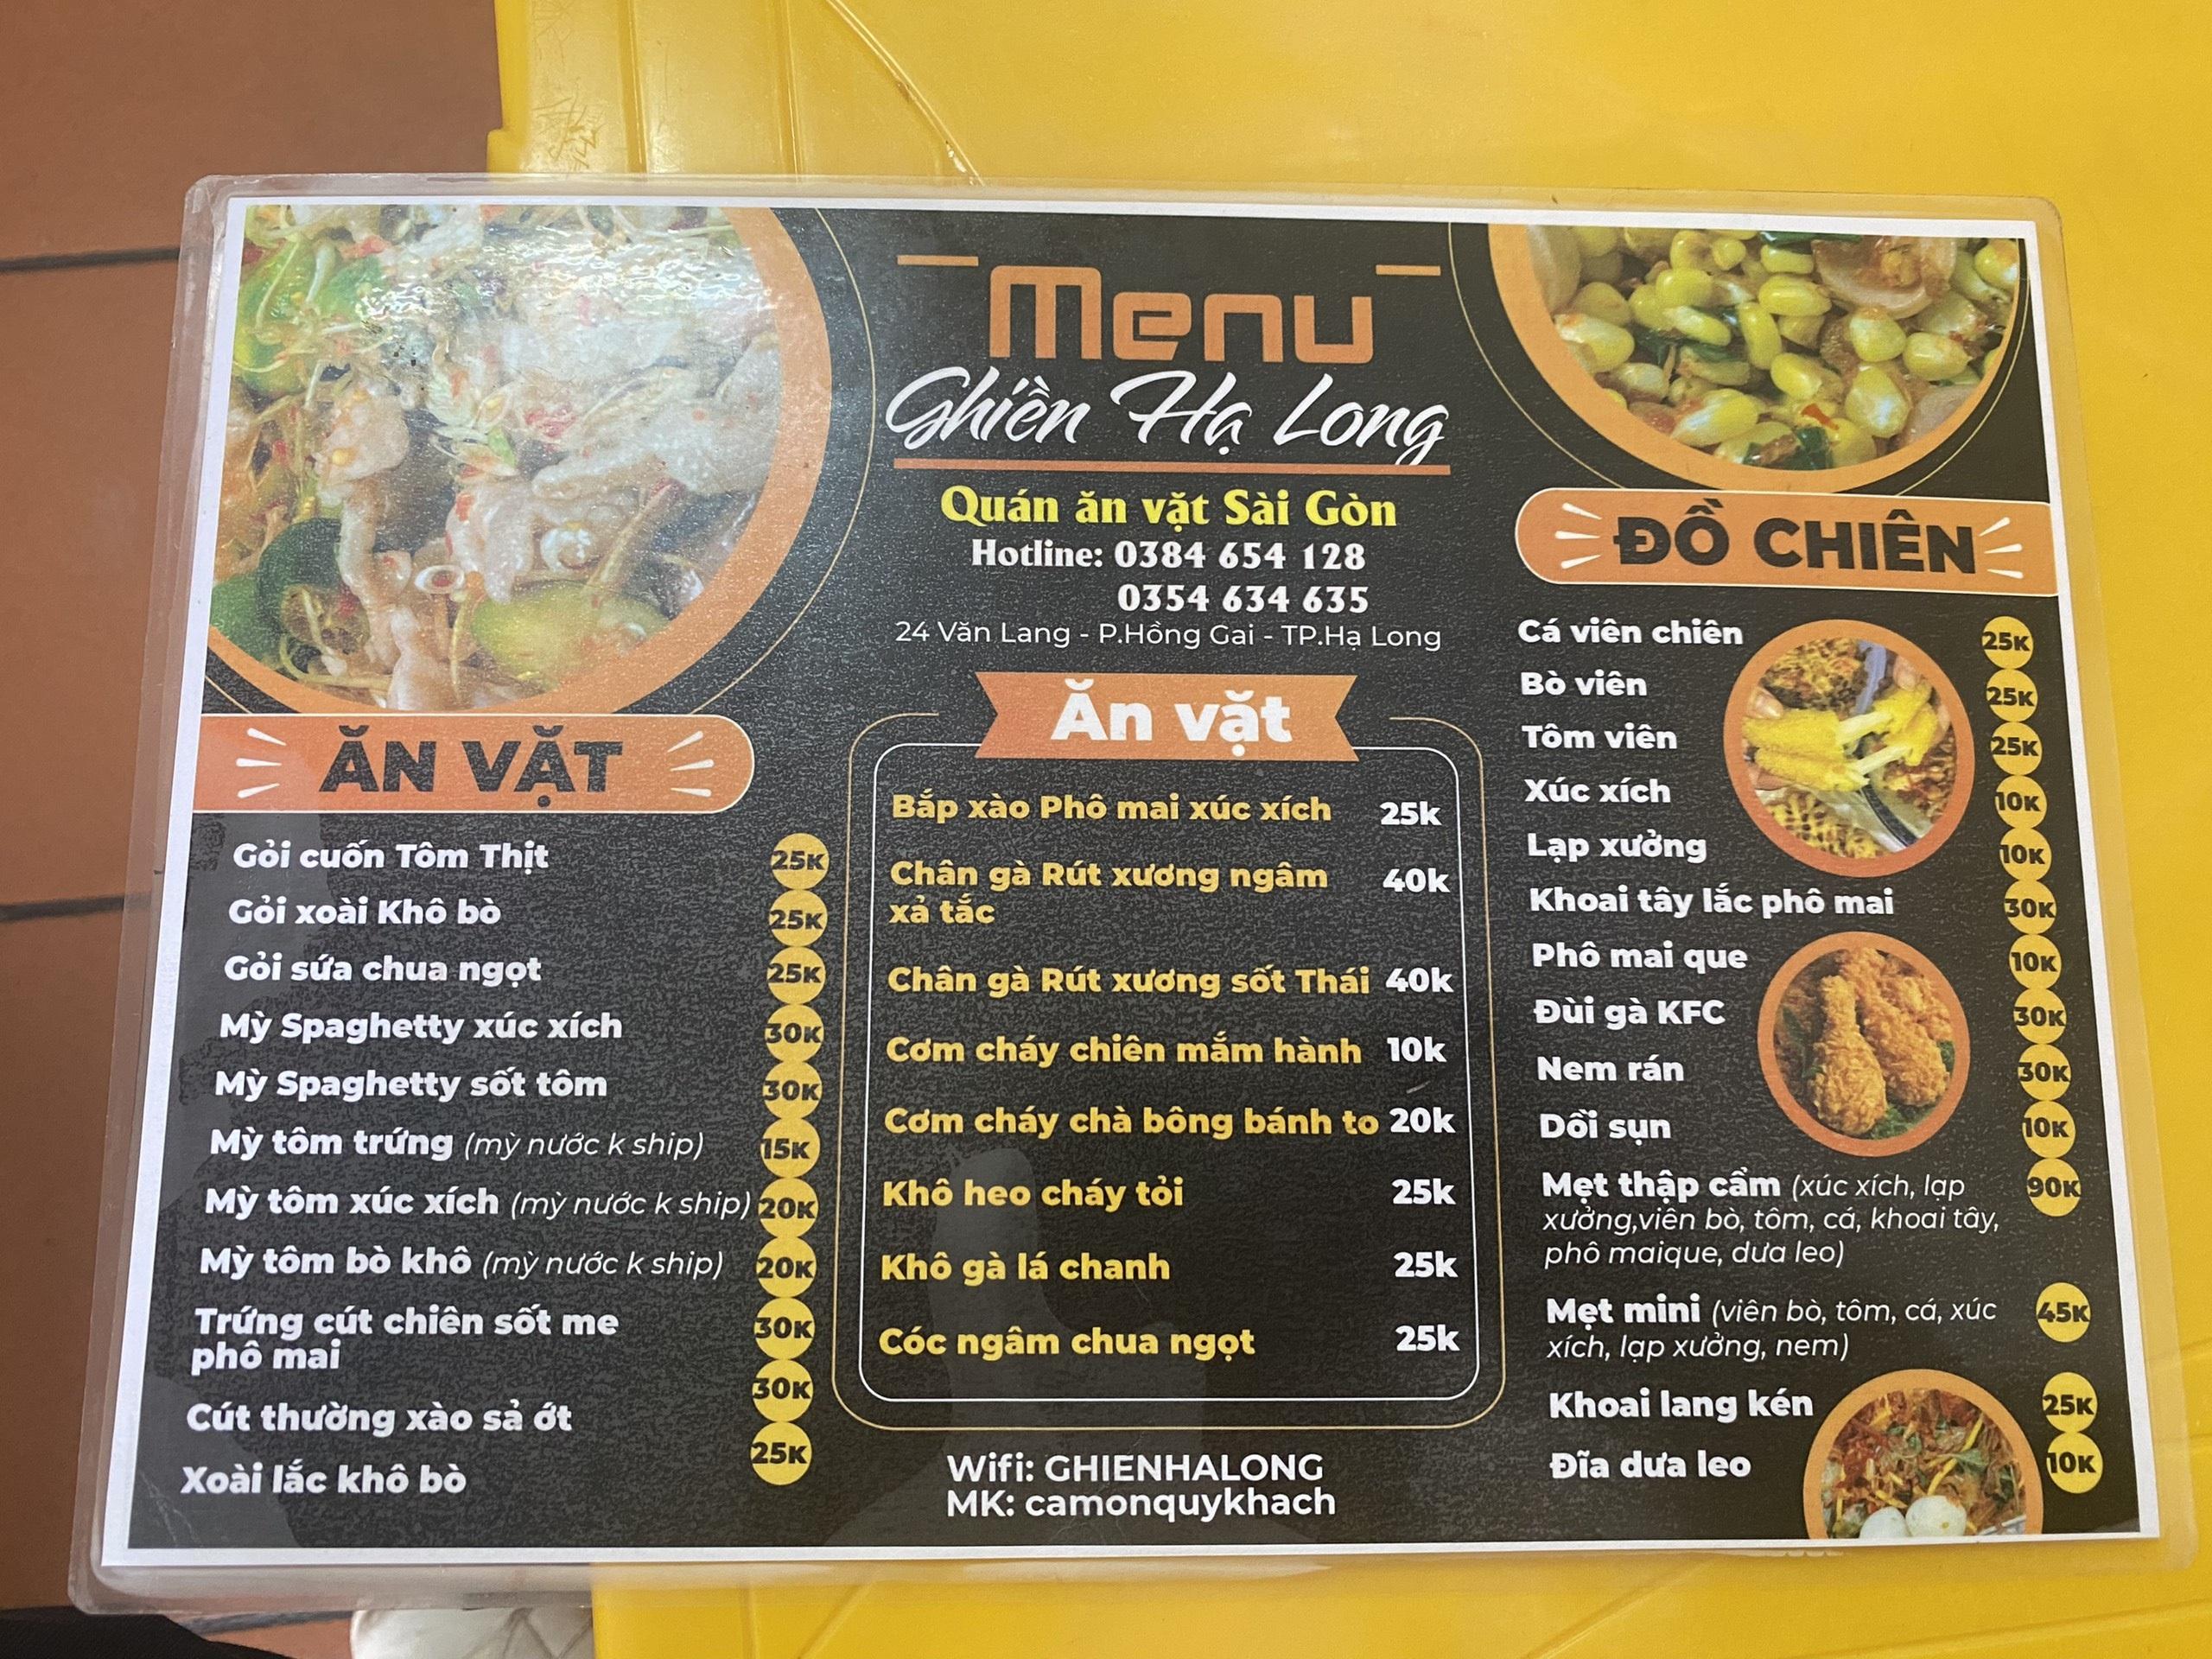 Menu
Ghiền Hạ Long
Quán ăn vặt Sài Gòn
Hotline: 0384 654 128
0354 634 635
24 Văn Lang - P.Hồng Gai - TP.Hạ Long
ĂN VẶT
Gỏi cuốn Tôm Thịt 25K
Gỏi xoài Khô bò 25K
Gỏi sứa chua ngọt 25K
Mỳ Spaghetty xúc xích 30K
Mỳ Spaghetty sốt tôm 30K
Mỳ tôm trứng (mỳ nước k ship) 15K
Mỳ tôm xúc xích (mỳ nước k ship) 20K
Mỳ tôm bò khô (mỳ nước k ship) 20K
Trứng cút chiên sốt me 30K
phô mai
Cút thường xào sả ớt 30K
Xoài lắc khô bò 25K
Ăn vặt
Bắp xào Phô mai xúc xích 25k
Chân gà Rút xương ngâm 40k
xả tắc
Chân gà Rút xương sốt Thái 40k
Cơm cháy chiên mắm hành 10k
Cơm cháy chà bông bánh to 20k
Khô heo cháy tỏi 25k
Khô gà lá chanh 25k
Cóc ngâm chua ngọt 25k
Wifi: GHIENHALONG
MK: camonquykhach
ĐỒ CHIÊN
Cá viên chiên 25K
Bò viên 25K
Tôm viên 25K
Xúc xích 10K
Lạp xưởng 10K
Khoai tây lắc phô mai 30K
Phô mai que 10K
Đùi gà KFC 30K
Nem rán 30K
Dồi sụn 10K
Mẹt thập cẩm (xúc xích, lạp 90K
xưởng,viên bò, tôm, cá, khoai tây,
phô maique, dưa leo)
Mẹt mini (viên bò, tôm, cá, xúc 45K
xích, lạp xưởng, nem)
Khoai lang kén 25K
Đĩa dưa leo 10K